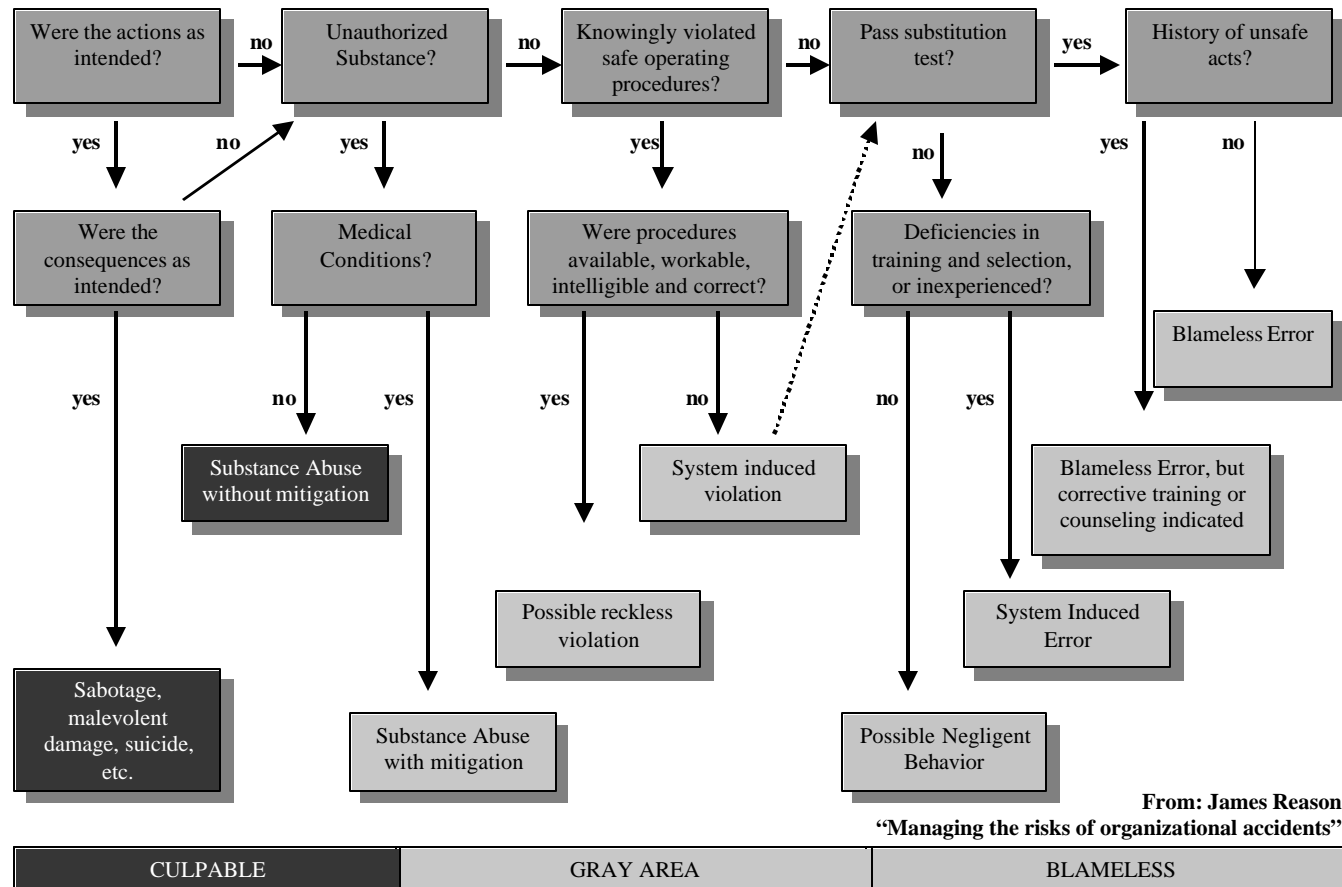 Were the actions as
intended?
no
Unauthorized
Substance?
no
Knowingly violated
safe operating
procedures?
no
Pass substitution
test?
yes
History of unsafe
acts?
yes
no
yes
yes
no
yes
no
Were the
consequences as
intended?
Medical
Conditions?
Were procedures
available, workable,
intelligible and correct?
Deficiencies in
training and selection,
or inexperienced?
Blameless Error
yes
no
yes
yes
no
no
yes
Substance Abuse
without mitigation
System induced
violation
Blameless Error, but
corrective training or
counseling indicated
Possible reckless
violation
System Induced
Error
Sabotage,
malevolent
damage, suicide,
etc.
Substance Abuse
with mitigation
Possible Negligent
Behavior
From: James Reason
“Managing the risks of organizational accidents”
CULPABLE
GRAY AREA
BLAMELESS